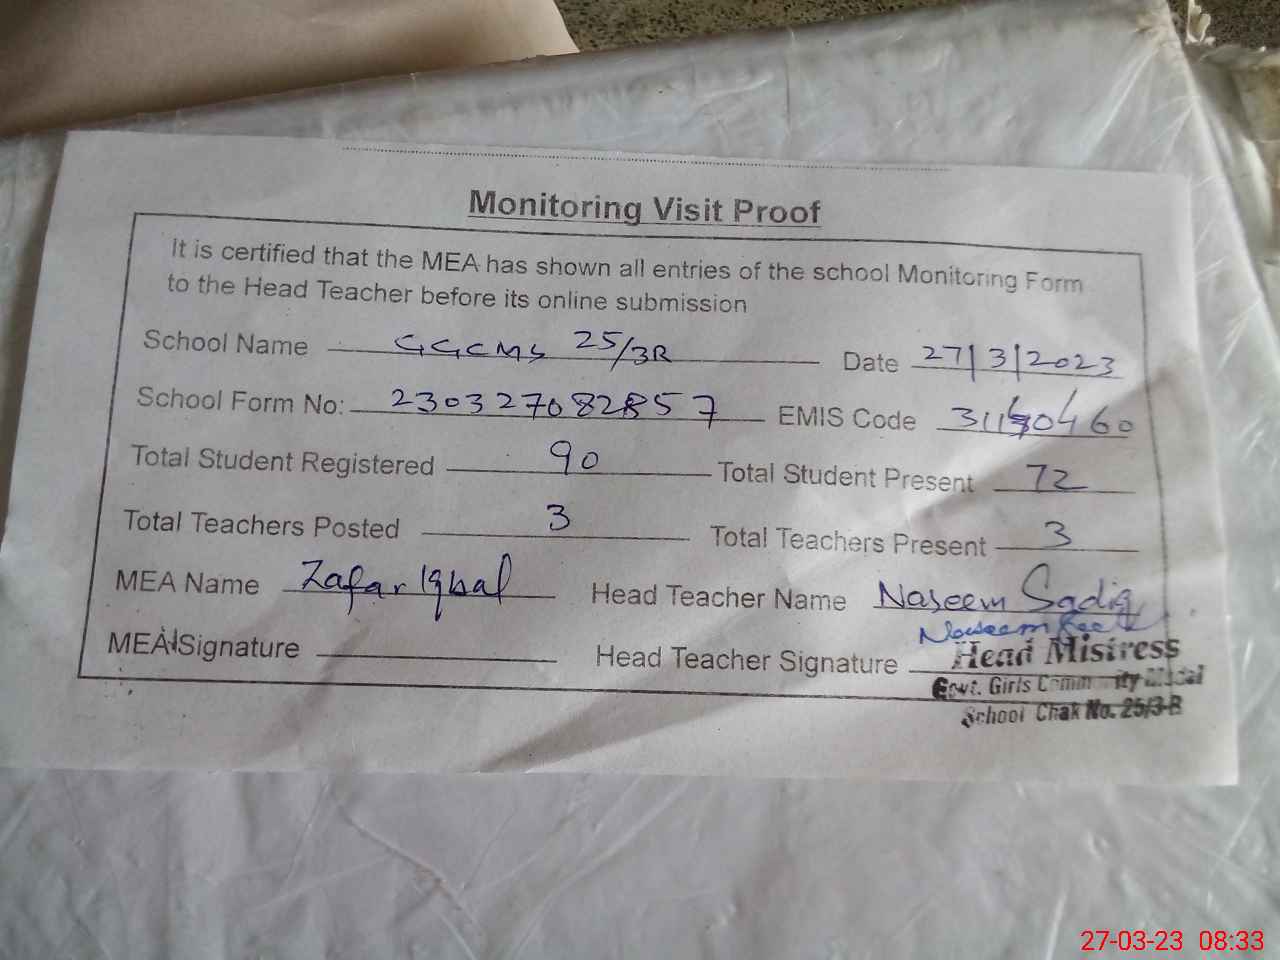 Monitoring Visit Proof
It is certified that the MEA has shown all entries of the school Monitoring Form
to the Head Teacher before its online submission
School Name GGCMS 25/3R Date 27/3/2023
School Form No: 230327082857 EMIS Code
Total Student Registered 90 Total Student Present 72
Total Teachers Posted 3 Total Teachers Present 3
MEA Name Zafar Iqbal Head Teacher Name Naseem Sadiq
MEA Signature Head Teacher Signature
Head Mistress
Govt. Girls Community Model
School Chak No. 25/3-R
27-03-23 08:33